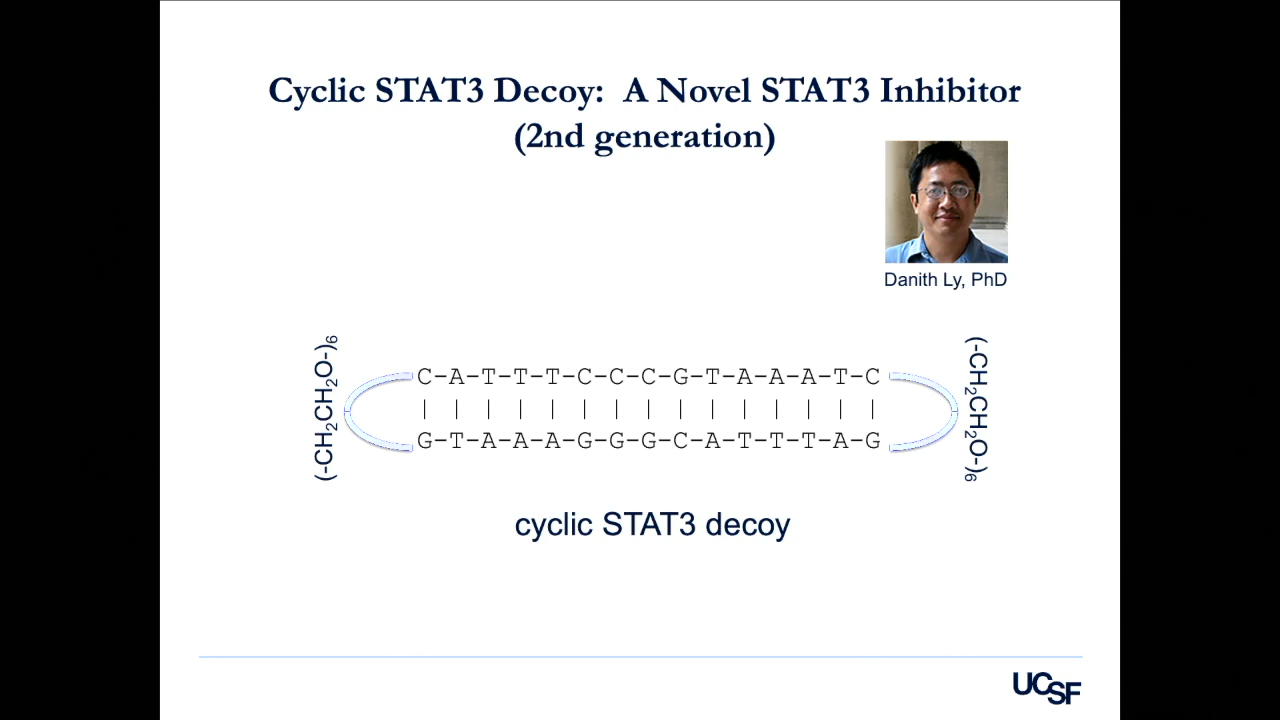 Cyclic STAT3 Decoy: A Novel STAT3 Inhibitor
(2nd generation)
Danith Ly, PhD
(-CH₂CH₂O-)₆
C-A-T-T-T-C-C-C-G-T-A-A-A-T-C
G-T-A-A-A-G-G-G-C-A-T-T-T-A-G
(-CH₂CH₂O-)₆
cyclic STAT3 decoy
UCSF